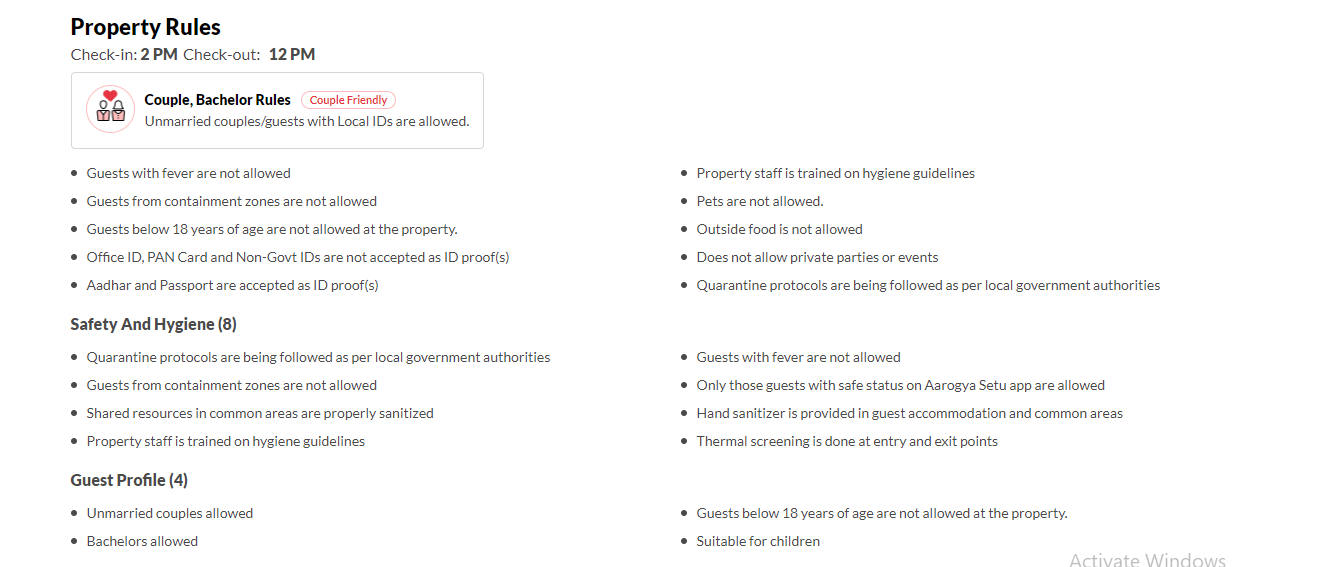 Property Rules
Check-in: 2 PM Check-out: 12 PM
Couple, Bachelor Rules Couple Friendly
Unmarried couples/guests with Local IDs are allowed.
• Guests with fever are not allowed
• Guests from containment zones are not allowed
• Guests below 18 years of age are not allowed at the property.
• Office ID, PAN Card and Non-Govt IDs are not accepted as ID proof(s)
• Aadhar and Passport are accepted as ID proof(s)
• Property staff is trained on hygiene guidelines
• Pets are not allowed.
• Outside food is not allowed
• Does not allow private parties or events
• Quarantine protocols are being followed as per local government authorities
Safety And Hygiene (8)
• Quarantine protocols are being followed as per local government authorities
• Guests from containment zones are not allowed
• Shared resources in common areas are properly sanitized
• Property staff is trained on hygiene guidelines
• Guests with fever are not allowed
• Only those guests with safe status on Aarogya Setu app are allowed
• Hand sanitizer is provided in guest accommodation and common areas
• Thermal screening is done at entry and exit points
Guest Profile (4)
• Unmarried couples allowed
• Bachelors allowed
• Guests below 18 years of age are not allowed at the property.
• Suitable for children
Activate Windows